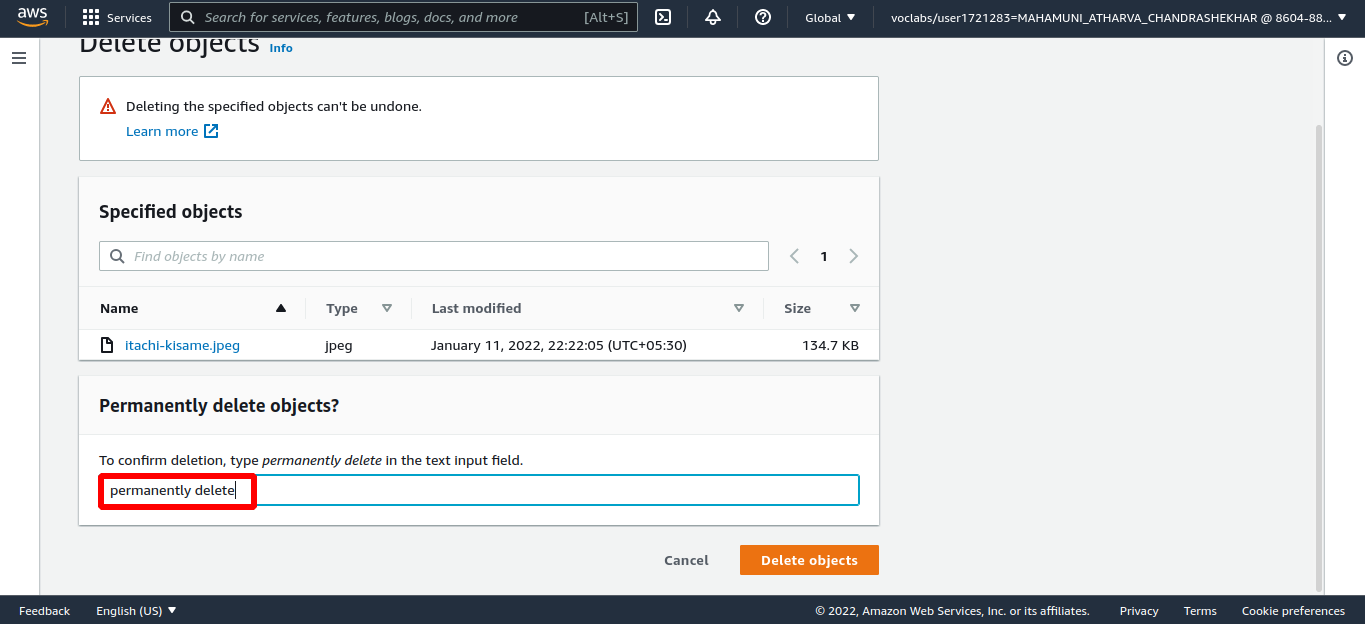 aws
Services
Search for services, features, blogs, docs, and more [Alt+S]
Global
voclabs/user1721283=MAHAMUNI_ATHARVA_CHANDRASHEKHAR @ 8604-88...
Delete objects Info
Deleting the specified objects can't be undone.
Learn more
Specified objects
Find objects by name
1
Name Type Last modified Size
itachi-kisame.jpeg jpeg January 11, 2022, 22:22:05 (UTC+05:30) 134.7 KB
Permanently delete objects?
To confirm deletion, type permanently delete in the text input field.
permanently delete
Cancel Delete objects
Feedback English (US) © 2022, Amazon Web Services, Inc. or its affiliates. Privacy Terms Cookie preferences